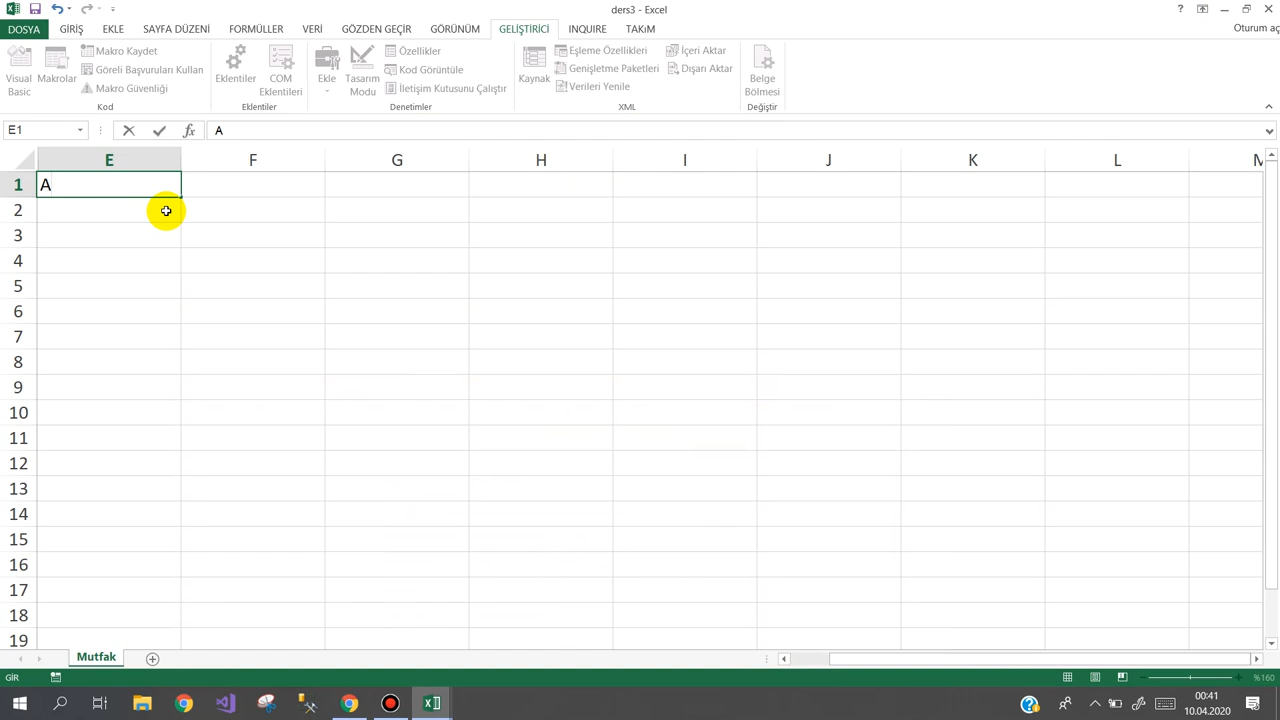 ders3 - Excel
DOSYA GİRİŞ EKLE SAYFA DÜZENİ FORMÜLLER VERİ GÖZDEN GEÇİR GÖRÜNÜM GELİŞTİRİCİ INQUIRE TAKIM Oturum aç
Visual Basic
Makrolar
Makro Kaydet
Göreli Başvuruları Kullan
Makro Güvenliği
Kod
Eklentiler
COM Eklentileri
Eklentiler
Ekle
Tasarım Modu
Özellikler
Kod Görüntüle
İletişim Kutusunu Çalıştır
Denetimler
Kaynak
Eşleme Özellikleri
Genişletme Paketleri
Verileri Yenile
İçeri Aktar
Dışarı Aktar
XML
Belge Bölmesi
Değiştir
E1 fx A
E F G H I J K L M
1 A
2
3
4
5
6
7
8
9
10
11
12
13
14
15
16
17
18
19
Mutfak
GİR %160
00:41
10.04.2020